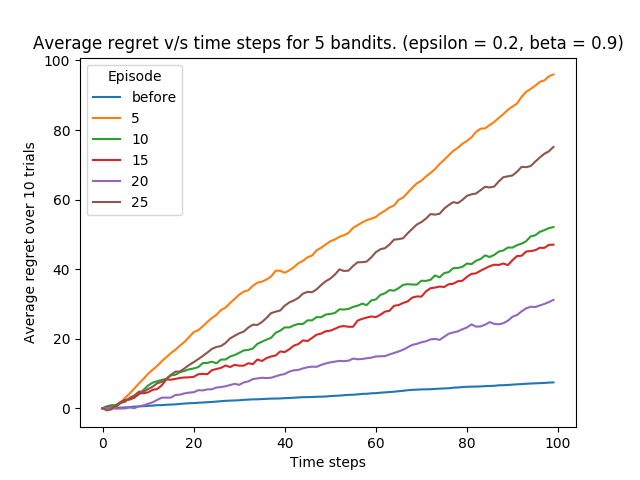 Average regret v/s time steps for 5 bandits. (epsilon = 0.2, beta = 0.9)
Episode
before
5
10
15
20
25
Average regret over 10 trials
100
80
60
40
20
0
0 20 40 60 80 100
Time steps